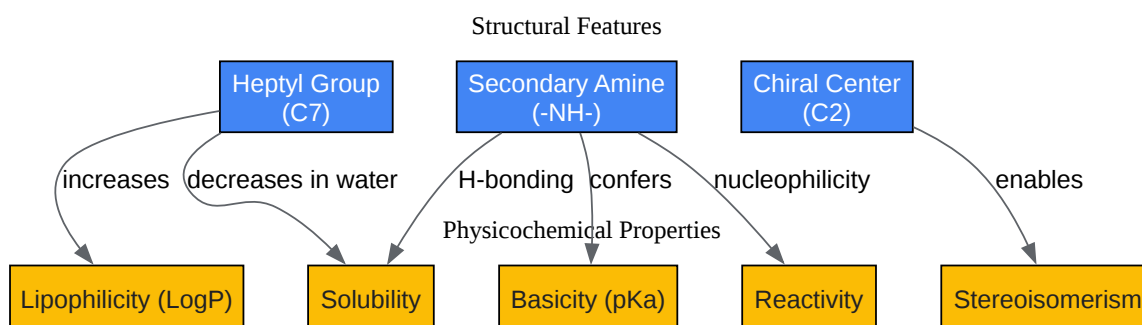 Structural Features
Heptyl Group
(C7)
Secondary Amine
(-NH-)
Chiral Center
(C2)
increases
decreases in water
H-bonding
confers
nucleophilicity
enables
Physicochemical Properties
Lipophilicity (LogP)
Solubility
Basicity (pKa)
Reactivity
Stereoisomerism